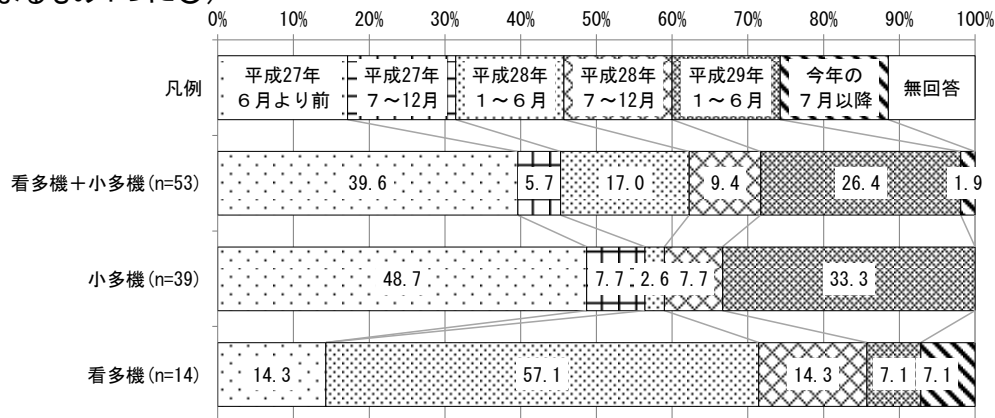 0% 10% 20% 30% 40% 50% 60% 70% 80% 90% 100%
凡例
平成27年
６月より前
平成27年
７～12月
平成28年
１～６月
平成28年
７～12月
平成29年
１～６月
今年の
７月以降
無回答
看多機＋小多機(n=53) 39.6 5.7 17.0 9.4 26.4 1.9
小多機(n=39) 48.7 7.7 2.6 7.7 33.3
看多機(n=14) 14.3 57.1 14.3 7.1 7.1